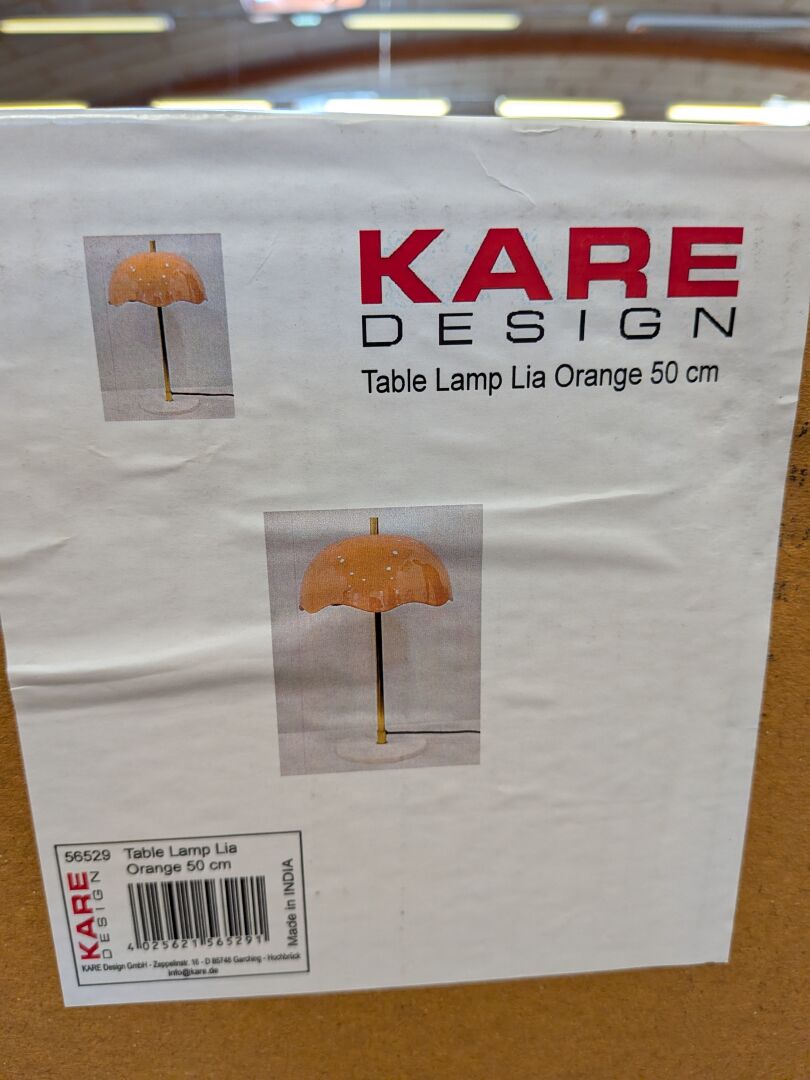 KARE
DESIGN
Table Lamp Lia Orange 50 cm
56529
Table Lamp Lia
Orange 50 cm
KARE
DESIGN
4 025621 565291
Made in INDIA
KARE Design GmbH - Zeppelinstr. 16 - D 85748 Garching - Hochbrück
info@kare.de